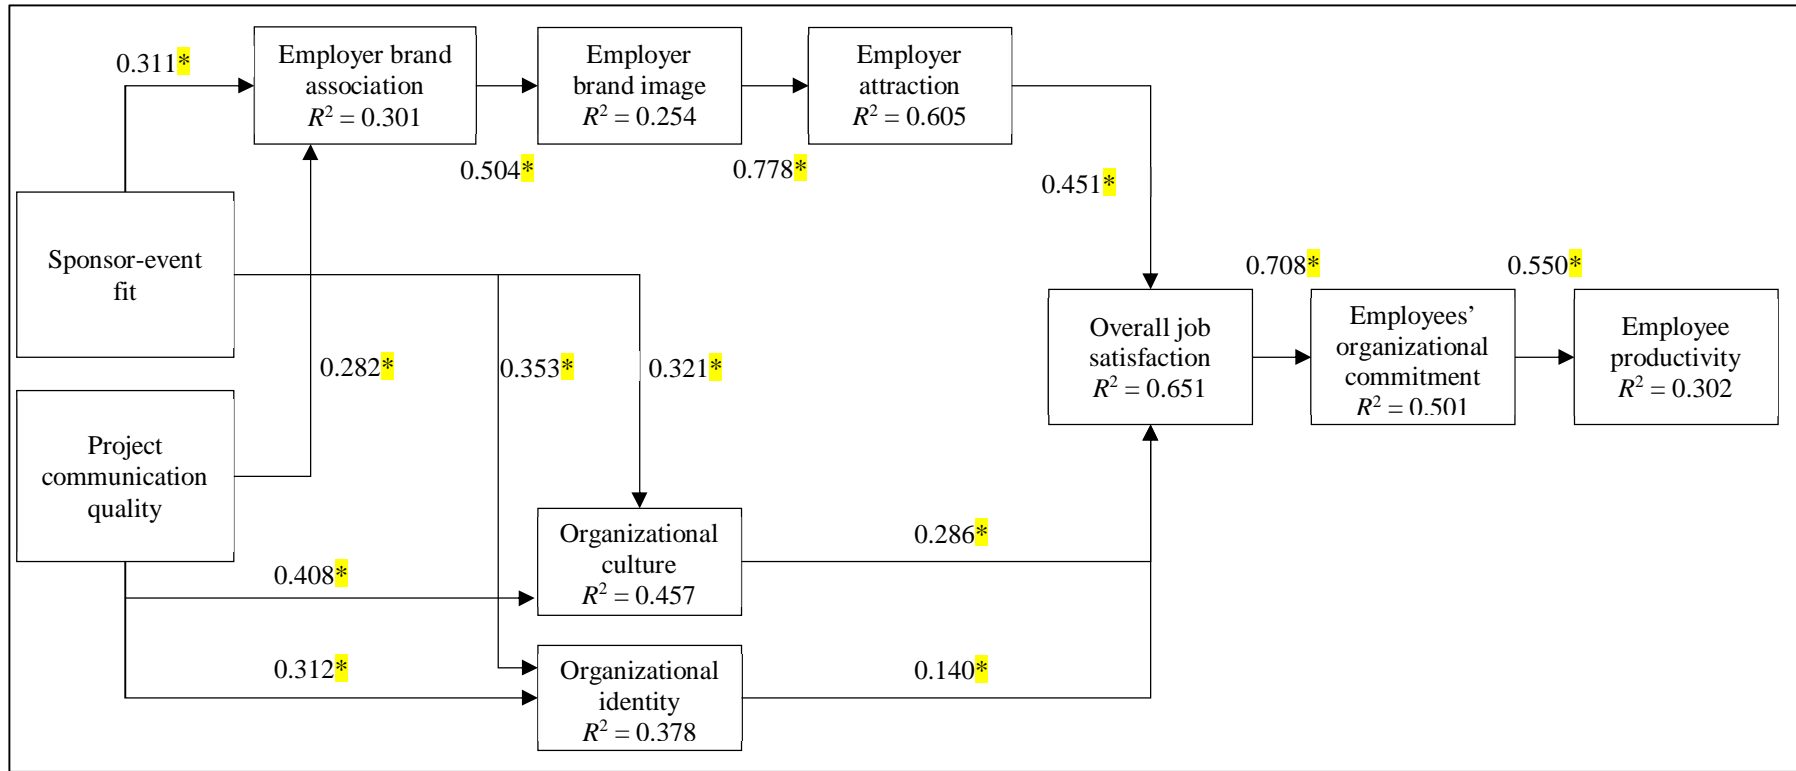 0.311*
Employer brand
association
R² = 0.301
Employer
brand image
R² = 0.254
Employer
attraction
R² = 0.605
0.504*
0.778*
0.451*
Sponsor-event
fit
0.708*
0.550*
Overall job
satisfaction
R² = 0.651
Employees’
organizational
commitment
R² = 0.501
Employee
productivity
R² = 0.302
0.282*
0.353*
0.321*
Project
communication
quality
Organizational
culture
R² = 0.457
0.286*
0.408*
0.312*
Organizational
identity
R² = 0.378
0.140*